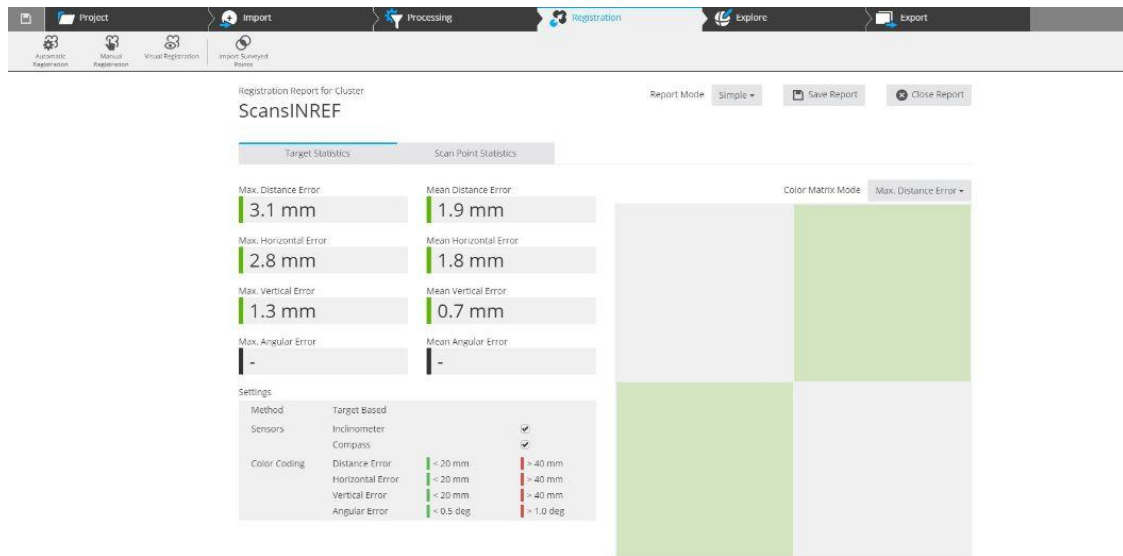 Project
Import
Processing
Registration
Explore
Export
Automatic Registration
Manual Registration
Visual Registration
Import Surveyed Points
Registration Report for Cluster
ScansINREF
Report Mode Simple Save Report Close Report
Target Statistics Scan Point Statistics
Max. Distance Error Mean Distance Error
3.1 mm 1.9 mm
Max. Horizontal Error Mean Horizontal Error
2.8 mm 1.8 mm
Max. Vertical Error Mean Vertical Error
1.3 mm 0.7 mm
Max. Angular Error Mean Angular Error
- -
Color Matrix Mode Max. Distance Error
Settings
Method Target Based
Sensors Inclinometer
Compass
Color Coding Distance Error < 20 mm > 40 mm
Horizontal Error < 20 mm > 40 mm
Vertical Error < 20 mm > 40 mm
Angular Error < 0.5 deg > 1.0 deg